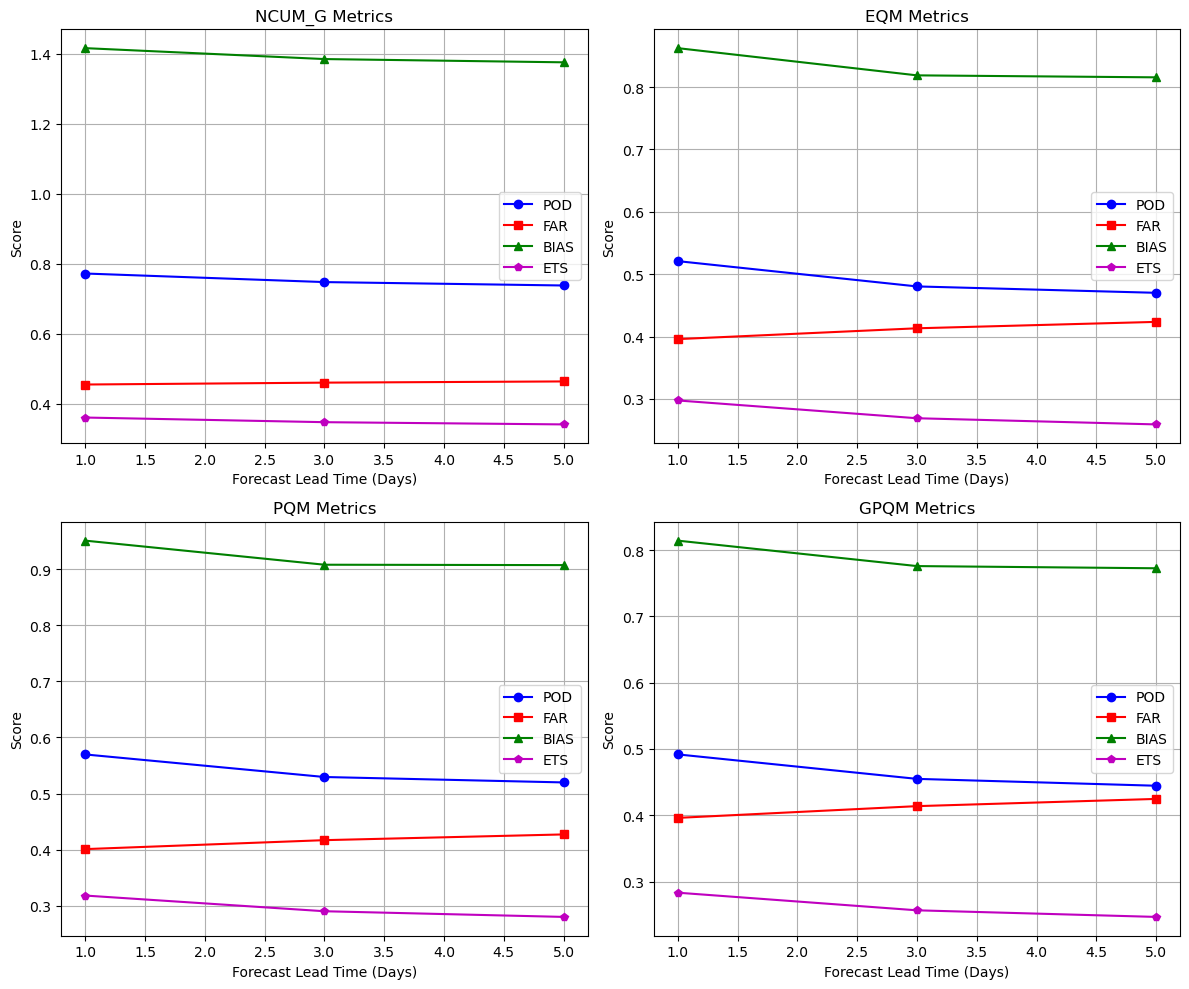 NCUM_G Metrics
1.4
1.2
1.0
0.8
0.6
0.4
Score
POD
FAR
BIAS
ETS
1.0 1.5 2.0 2.5 3.0 3.5 4.0 4.5 5.0
Forecast Lead Time (Days)
EQM Metrics
0.8
0.7
0.6
0.5
0.4
0.3
Score
POD
FAR
BIAS
ETS
1.0 1.5 2.0 2.5 3.0 3.5 4.0 4.5 5.0
Forecast Lead Time (Days)
PQM Metrics
0.9
0.8
0.7
0.6
0.5
0.4
0.3
Score
POD
FAR
BIAS
ETS
1.0 1.5 2.0 2.5 3.0 3.5 4.0 4.5 5.0
Forecast Lead Time (Days)
GPQM Metrics
0.8
0.7
0.6
0.5
0.4
0.3
Score
POD
FAR
BIAS
ETS
1.0 1.5 2.0 2.5 3.0 3.5 4.0 4.5 5.0
Forecast Lead Time (Days)